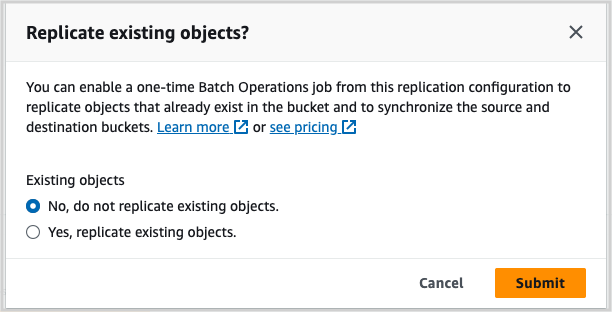 Replicate existing objects?
You can enable a one-time Batch Operations job from this replication configuration to
replicate objects that already exist in the bucket and to synchronize the source and
destination buckets. Learn more or see pricing
Existing objects
No, do not replicate existing objects.
Yes, replicate existing objects.
Cancel Submit